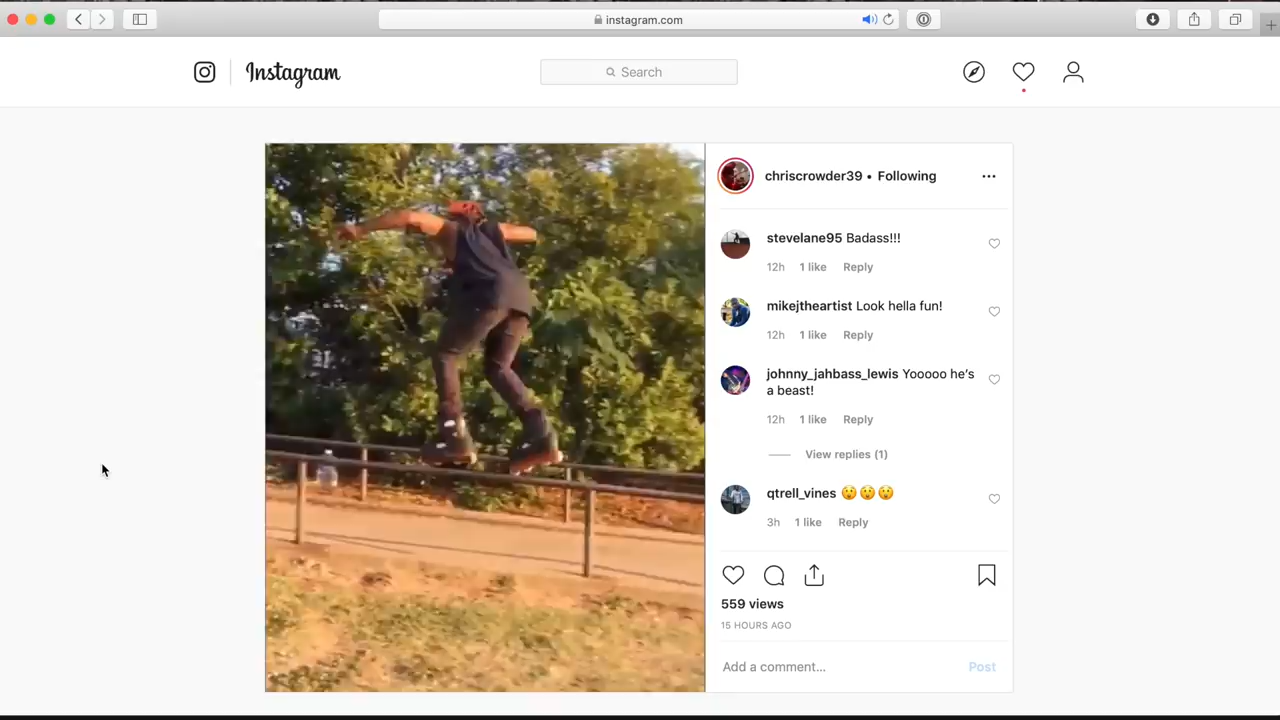 instagram.com
Instagram
Search
chriscrowder39 • Following
stevelane95 Badass!!!
12h 1 like Reply
mikejtheartist Look hella fun!
12h 1 like Reply
johnny_jahbass_lewis Yooooo he's
a beast!
12h 1 like Reply
View replies (1)
qtrell_vines 😲😲😲
3h 1 like Reply
559 views
15 HOURS AGO
Add a comment... Post